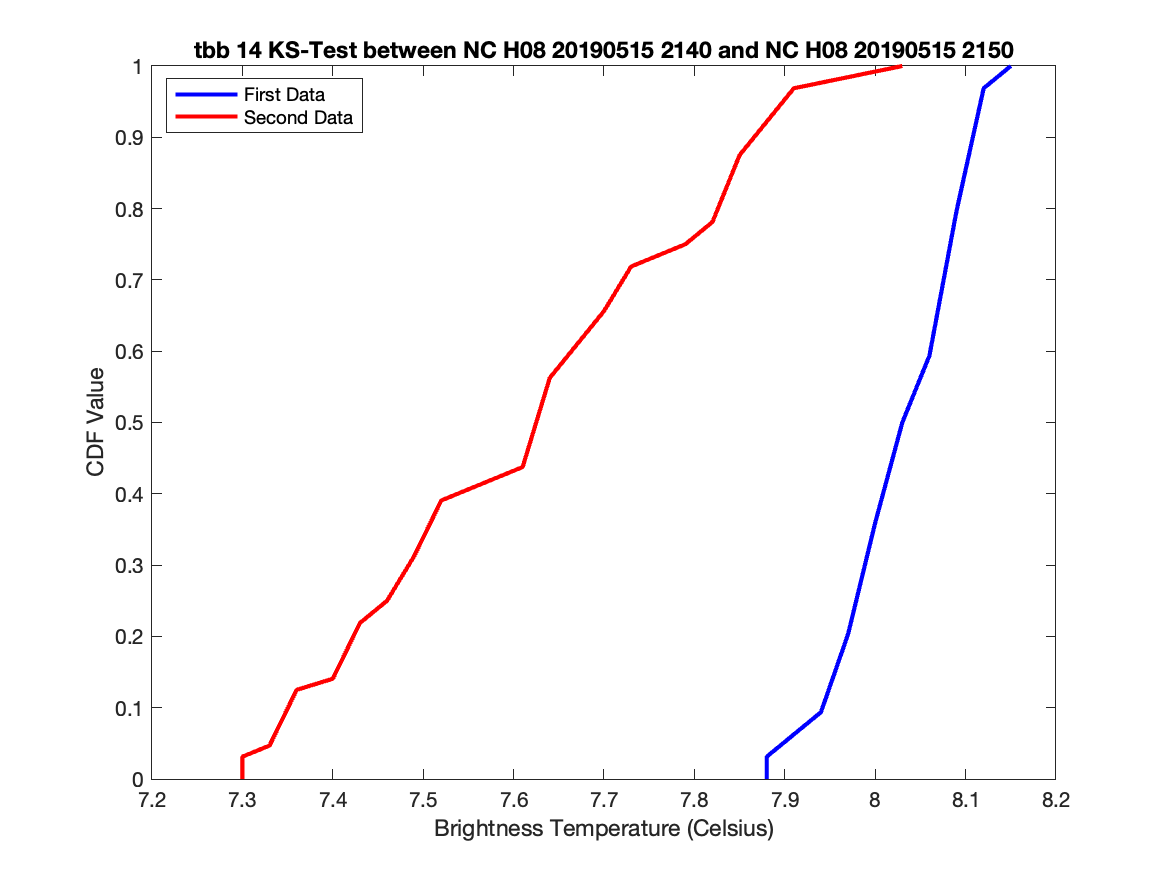 tbb 14 KS-Test between NC H08 20190515 2140 and NC H08 20190515 2150
First Data
Second Data
1
0.9
0.8
0.7
0.6
0.5
0.4
0.3
0.2
0.1
0
CDF Value
7.2 7.3 7.4 7.5 7.6 7.7 7.8 7.9 8 8.1 8.2
Brightness Temperature (Celsius)